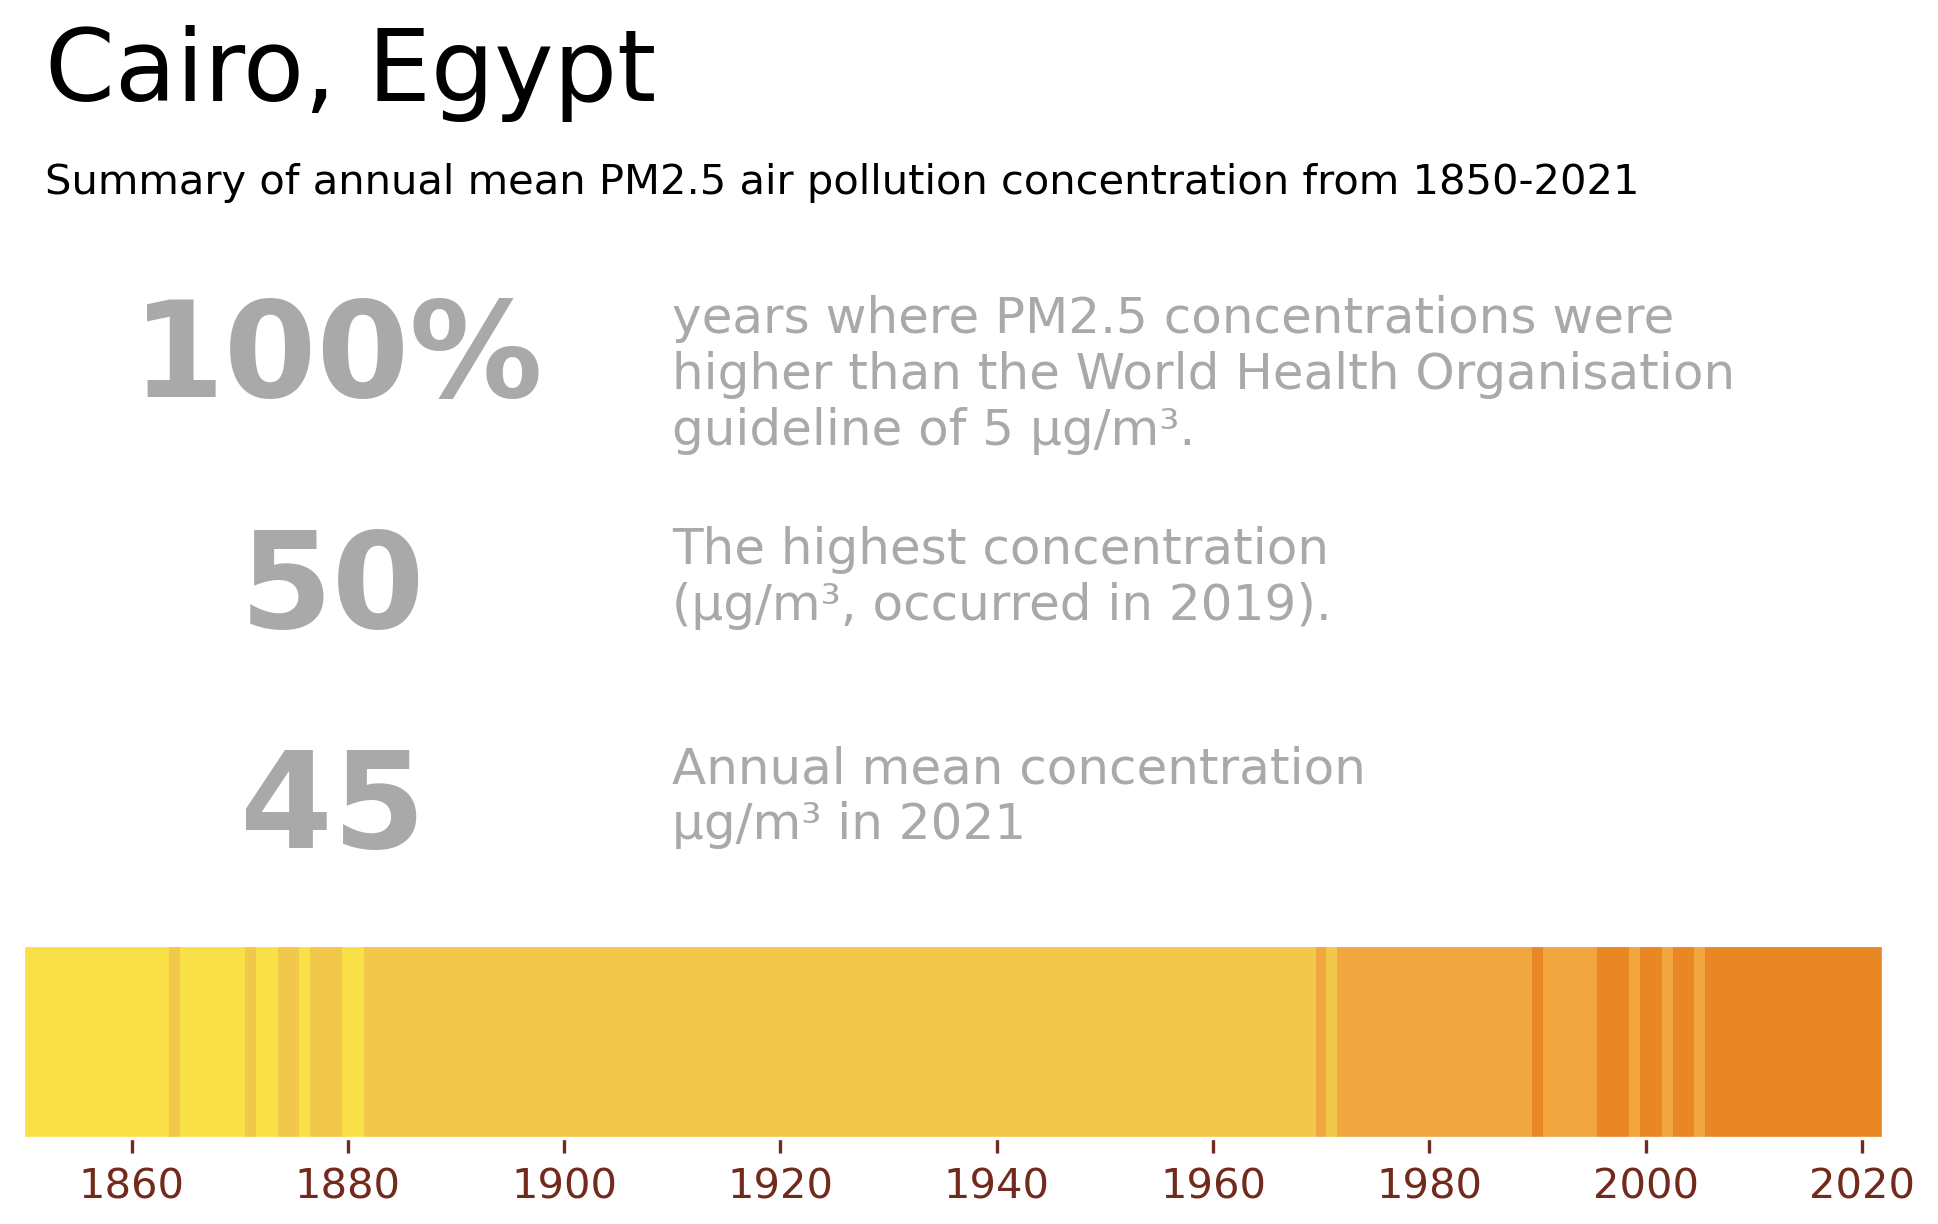 Cairo, Egypt
Summary of annual mean PM2.5 air pollution concentration from 1850-2021
100%
years where PM2.5 concentrations were
higher than the World Health Organisation
guideline of 5 µg/m³.
50
The highest concentration
(µg/m³, occurred in 2019).
45
Annual mean concentration
µg/m³ in 2021
1860 1880 1900 1920 1940 1960 1980 2000 2020